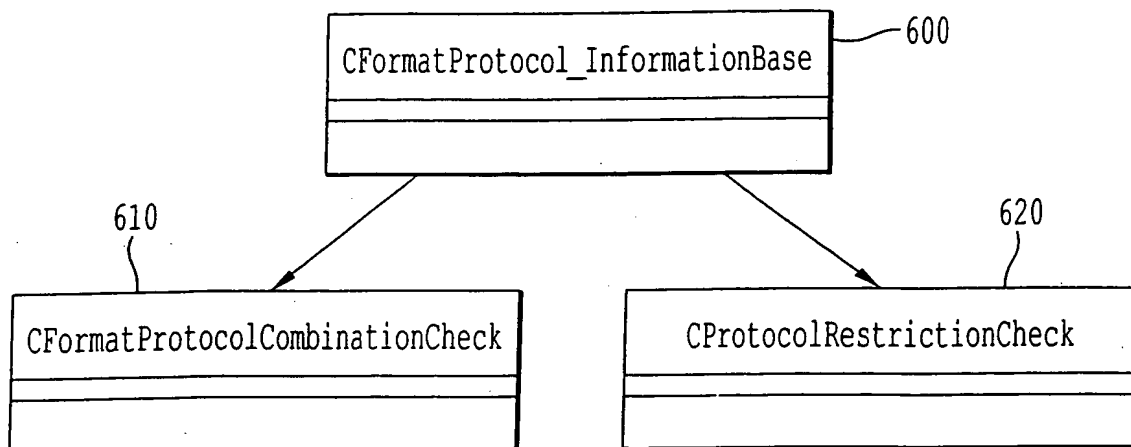 600
CFormatProtocol_InformationBase
610
620
CFormatProtocolCombinationCheck
CProtocolRestrictionCheck